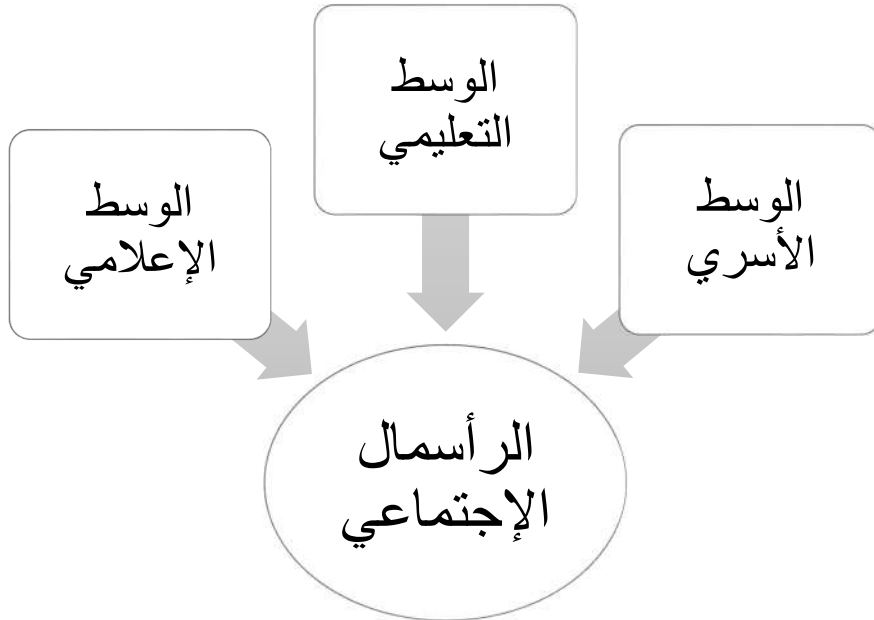 الوسط
التعليمي
الوسط
الأسري
الوسط
الإعلامي
الرأسمال
الإجتماعي